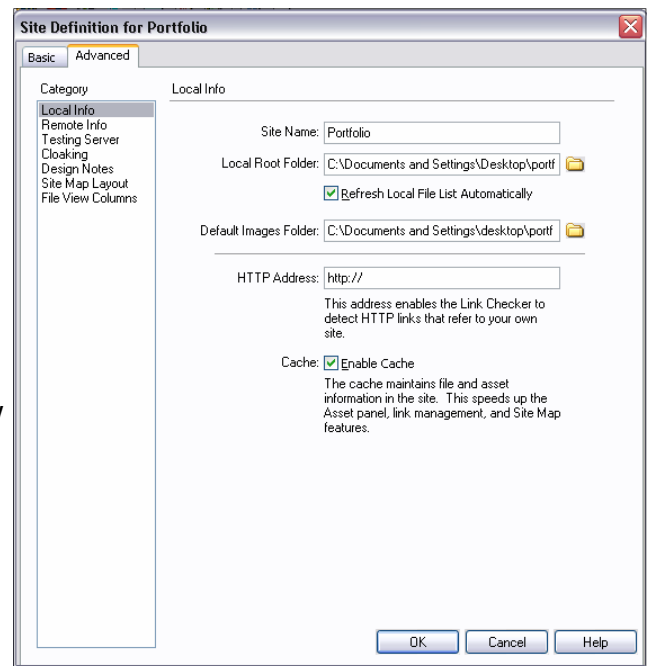 Site Definition for Portfolio
Basic Advanced
Category
Local Info
Remote Info
Testing Server
Cloaking
Design Notes
Site Map Layout
File View Columns
Local Info
Site Name: Portfolio
Local Root Folder: C:\Documents and Settings\Desktop\portf
Refresh Local File List Automatically
Default Images Folder: C:\Documents and Settings\desktop\portf
HTTP Address: http://
This address enables the Link Checker to
detect HTTP links that refer to your own
site.
Cache: Enable Cache
The cache maintains file and asset
information in the site. This speeds up the
Asset panel, link management, and Site Map
features.
OK Cancel Help